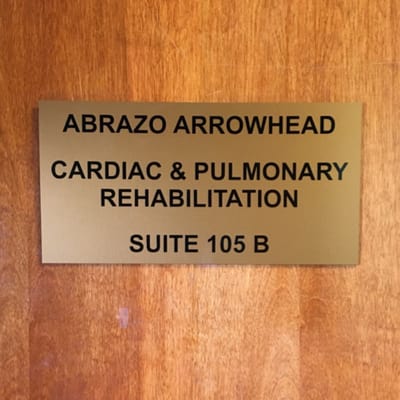 ABRAZO ARROWHEAD
CARDIAC & PULMONARY
REHABILITATION
SUITE 105 B